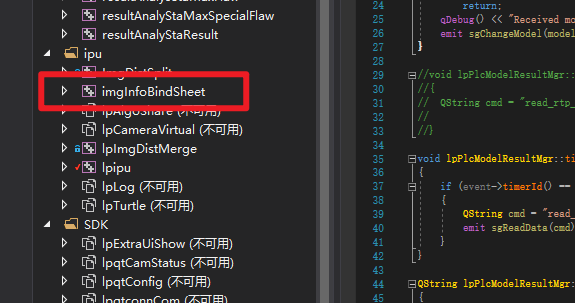 resultAnalyStaMaxSpecialFlaw
resultAnalyStaResult
ipu
ImgDistSplit
imgInfoBindSheet
lpAlgoShare (不可用)
lpCameraVirtual (不可用)
lpImgDistMerge
lpipu
lpLog (不可用)
lpTurtle (不可用)
SDK
lpExtraUiShow (不可用)
lpqtCamStatus (不可用)
lpqtConfig (不可用)
lpqtconnCom (不可用)
24 return;
25 qDebug() << "Received mo
26 emit sgChangeModel(model
27 }
28
29 //void lpPlcModelResultMgr::
30 //{
31 // QString cmd = "read_rtp_
32 //
33 //}
34
35 void lpPlcModelResultMgr::ti
36 {
37 if (event->timerId() ==
38 {
39 QString cmd = "read_
40 emit sgReadData(cmd)
41 }
42 }
43
44 QString lpPlcModelResultMgr:
45 {